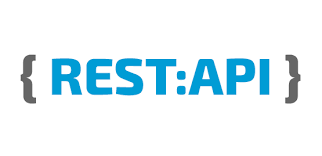 { REST:API }